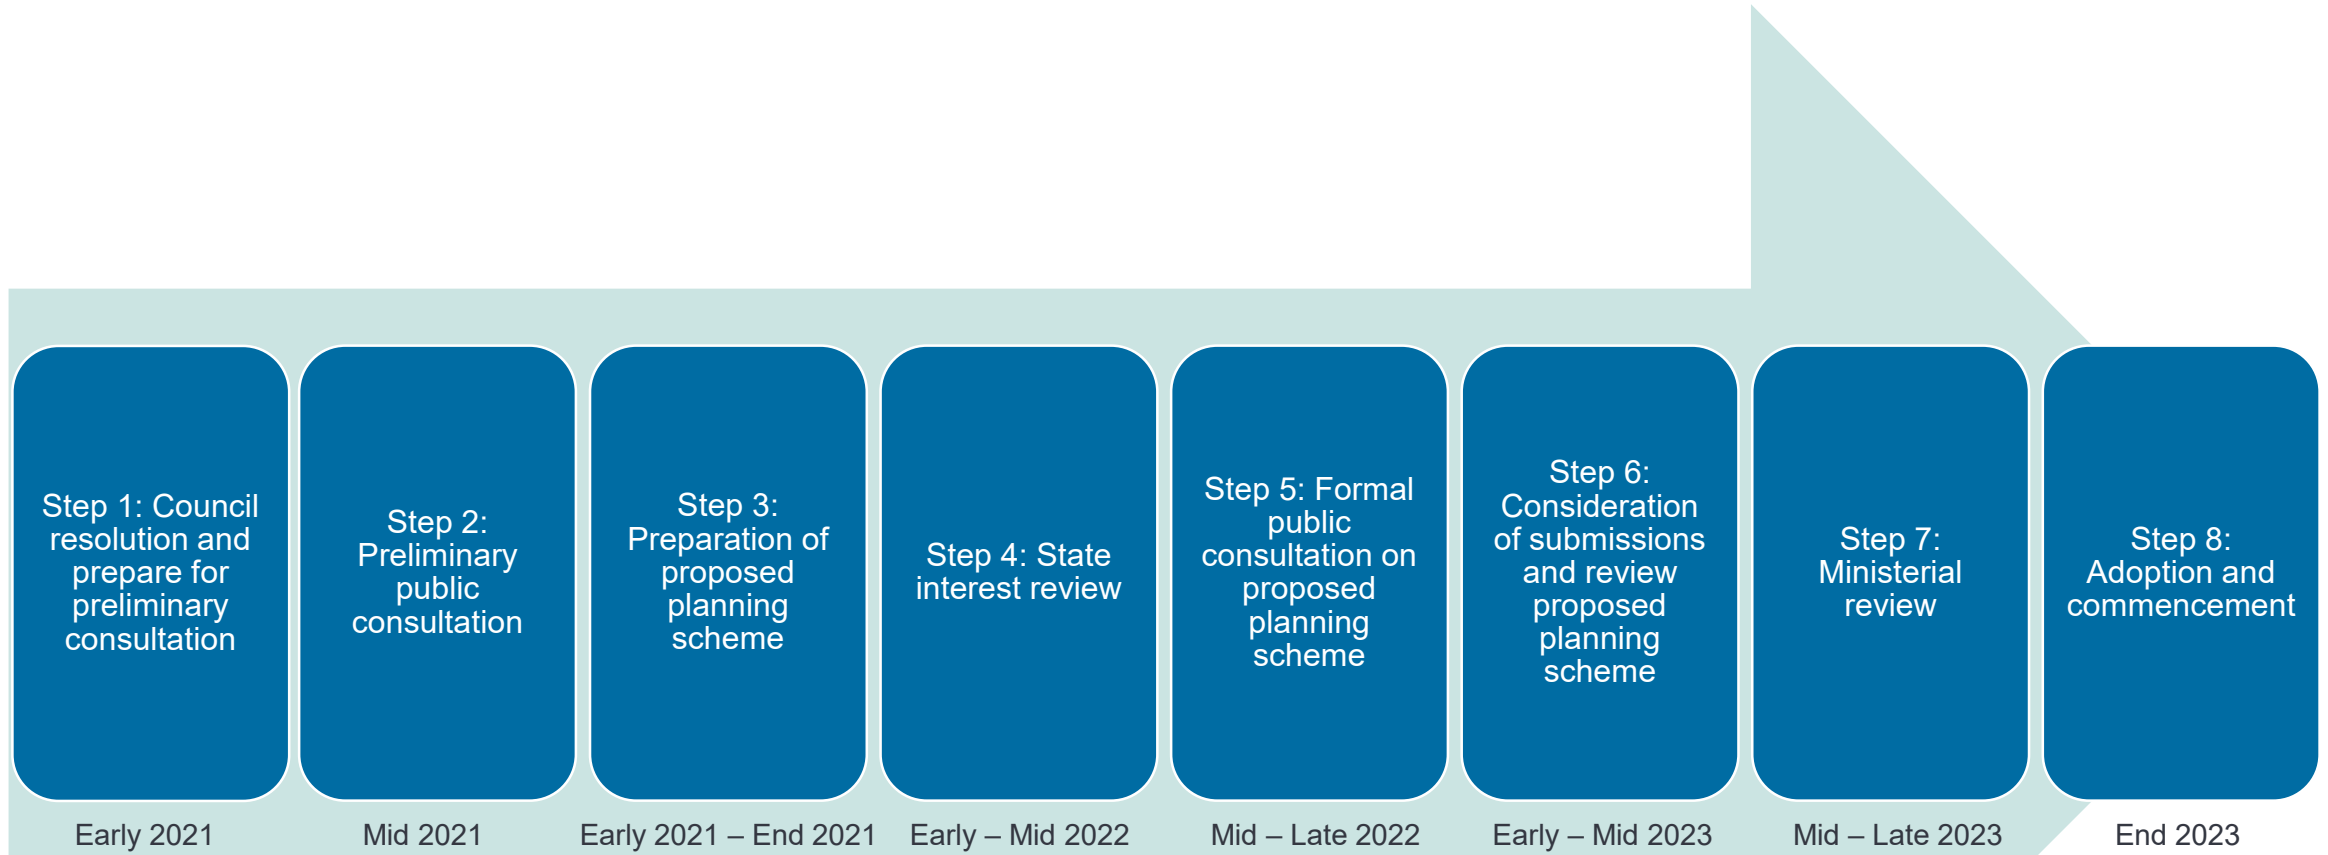 Step 1: Council
resolution and
prepare for
preliminary
consultation
Step 2:
Preliminary
public
consultation
Step 3:
Preparation of
proposed
planning
scheme
Step 4: State
interest review
Step 5: Formal
public
consultation on
proposed
planning
scheme
Step 6:
Consideration
of submissions
and review
proposed
planning
scheme
Step 7:
Ministerial
review
Step 8:
Adoption and
commencement
Early 2021
Mid 2021
Early 2021 – End 2021
Early – Mid 2022
Mid – Late 2022
Early – Mid 2023
Mid – Late 2023
End 2023